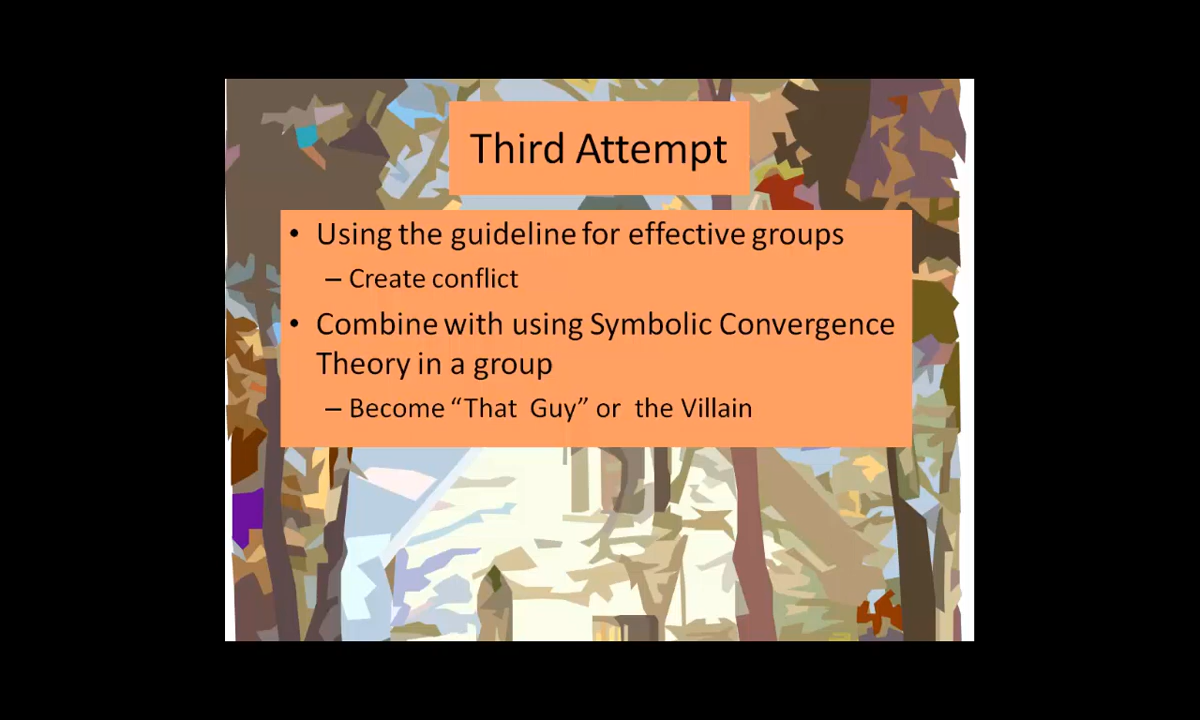 Third Attempt
• Using the guideline for effective groups
– Create conflict
• Combine with using Symbolic Convergence
Theory in a group
– Become “That Guy” or the Villain